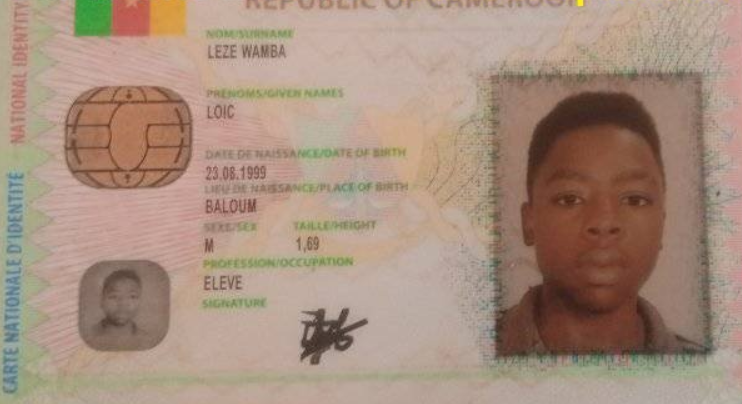 REPUBLIC OF CAMEROON
NOM/SURNAME
LEZE WAMBA
PRENOMS/GIVEN NAMES
LOIC
DATE DE NAISSANCE/DATE OF BIRTH
23.08.1999
LIEU DE NAISSANCE/PLACE OF BIRTH
BALOUM
SEXE/SEX TAILLE/HEIGHT
M 1,69
PROFESSION/OCCUPATION
ELEVE
SIGNATURE
CARTE NATIONALE D'IDENTITÉ NATIONAL IDENTITY